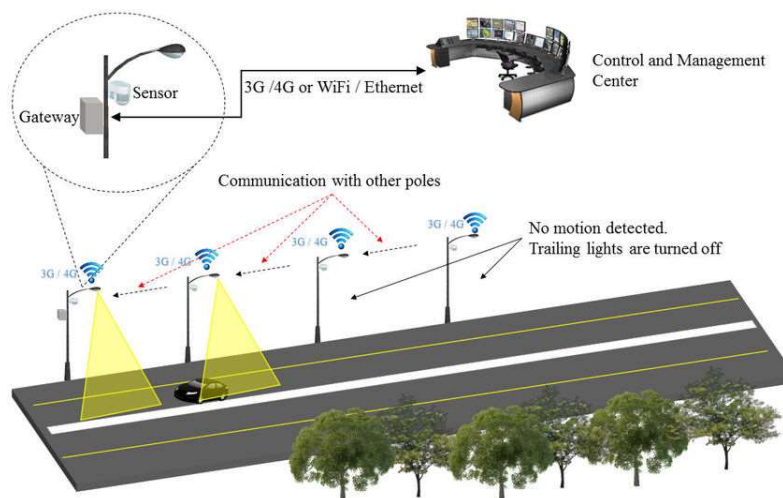 Sensor
Gateway
3G /4G or WiFi / Ethernet
Control and Management
Center
Communication with other poles
3G / 4G
3G / 4G
3G / 4G
3G / 4G
No motion detected.
Trailing lights are turned off